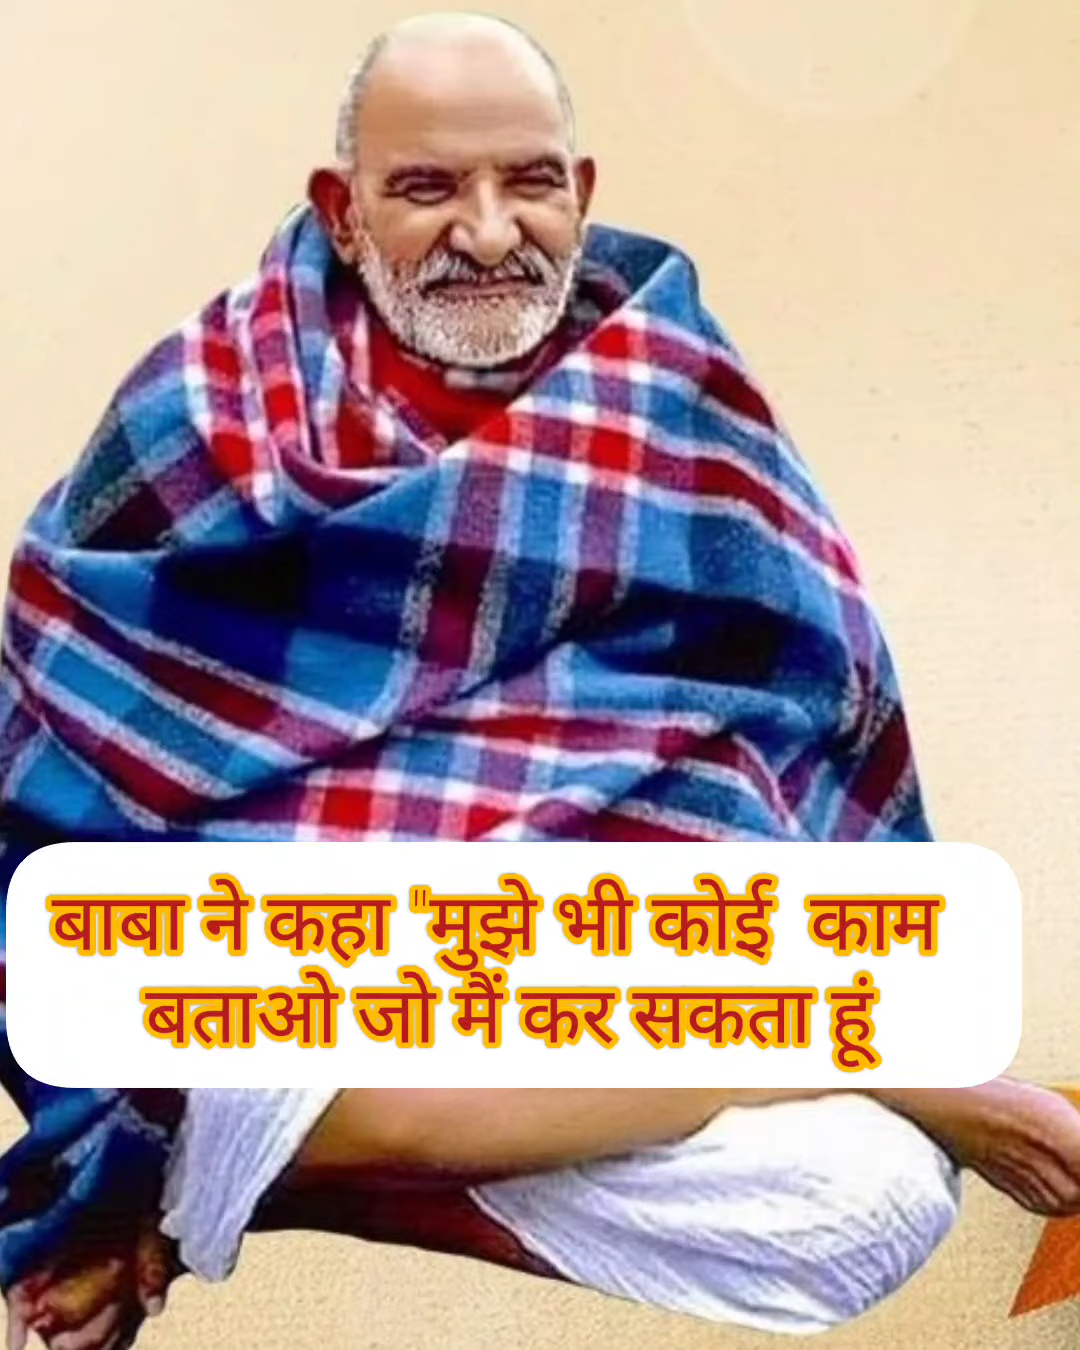 बाबा ने कहा "मुझे भी कोई काम
बताओ जो मैं कर सकता हूं